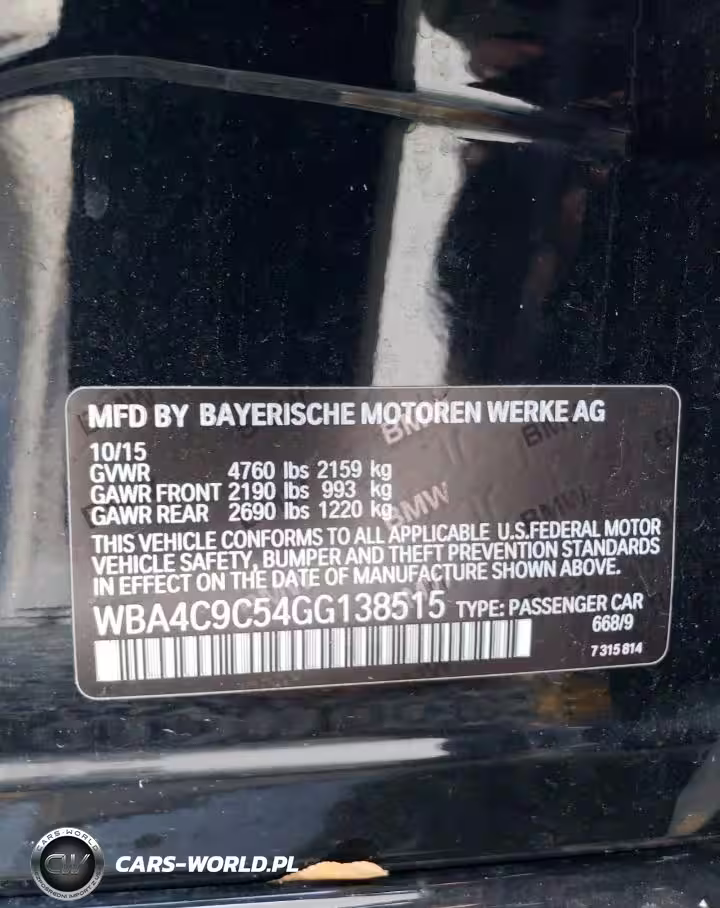 MFD BY BAYERISCHE MOTOREN WERKE AG
10/15
GVWR 4760 lbs 2159 kg
GAWR FRONT 2190 lbs 993 kg
GAWR REAR 2690 lbs 1220 kg
THIS VEHICLE CONFORMS TO ALL APPLICABLE U.S.FEDERAL MOTOR
VEHICLE SAFETY, BUMPER AND THEFT PREVENTION STANDARDS
IN EFFECT ON THE DATE OF MANUFACTURE SHOWN ABOVE.
WBA4C9C54GG138515 TYPE: PASSENGER CAR
668/9
7 315 814
CARS-WORLD
CW
CARS-WORLD.PL